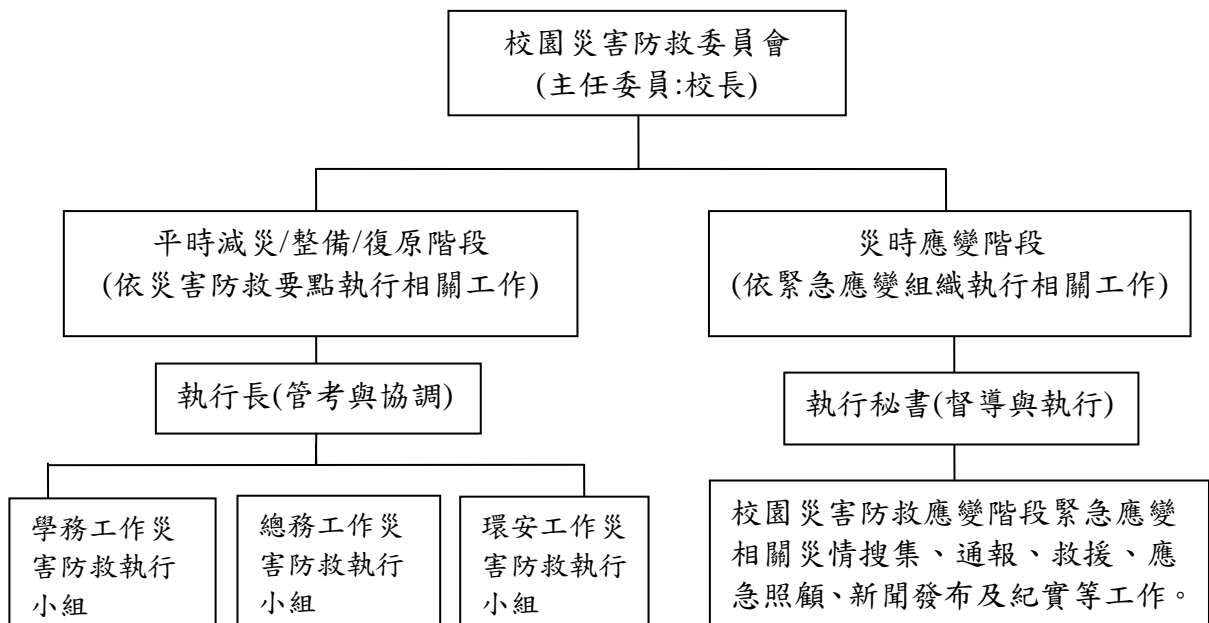 校園災害防救委員會
(主任委員:校長)
平時減災/整備/復原階段
(依災害防救要點執行相關工作)
災時應變階段
(依緊急應變組織執行相關工作)
執行長(管考與協調)
執行秘書(督導與執行)
學務工作災
害防救執行
小組
總務工作災
害防救執行
小組
環安工作災
害防救執行
小組
校園災害防救應變階段緊急應變
相關災情搜集、通報、救援、應
急照顧、新聞發布及紀實等工作。